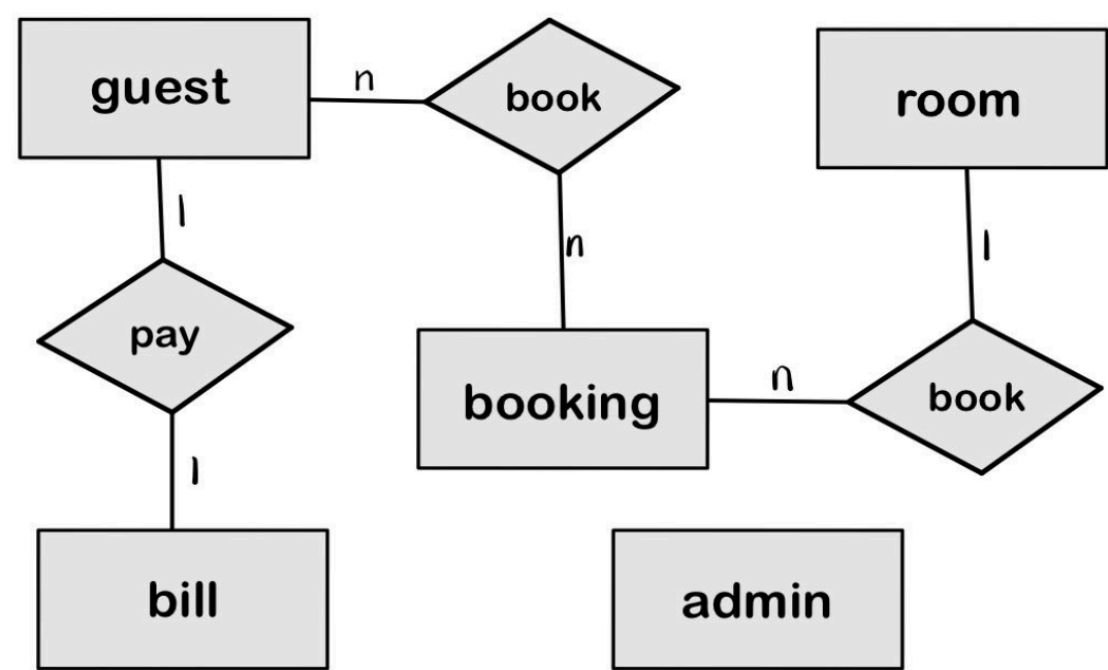 guest
n
book
room
1
n
1
pay
booking
n
book
1
bill
admin